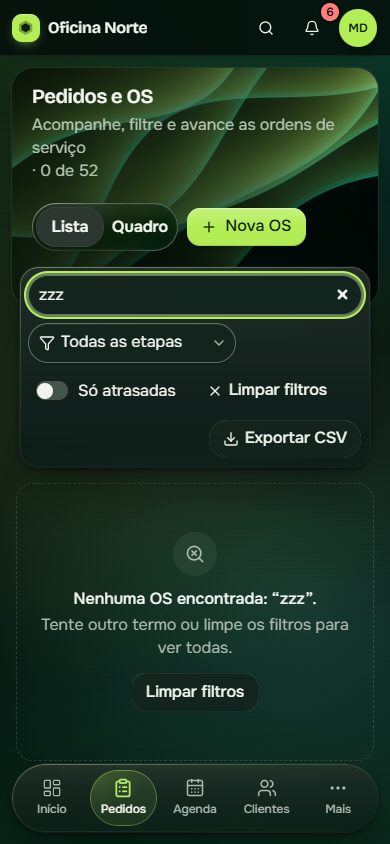 Oficina Norte
6
MD
Pedidos e OS
Acompanhe, filtre e avance as ordens de
serviço
· 0 de 52
Lista
Quadro
Nova OS
zzz
Todas as etapas
Só atrasadas
Limpar filtros
Exportar CSV
Nenhuma OS encontrada: “zzz”.
Tente outro termo ou limpe os filtros para
ver todas.
Limpar filtros
Início
Pedidos
Agenda
Clientes
Mais